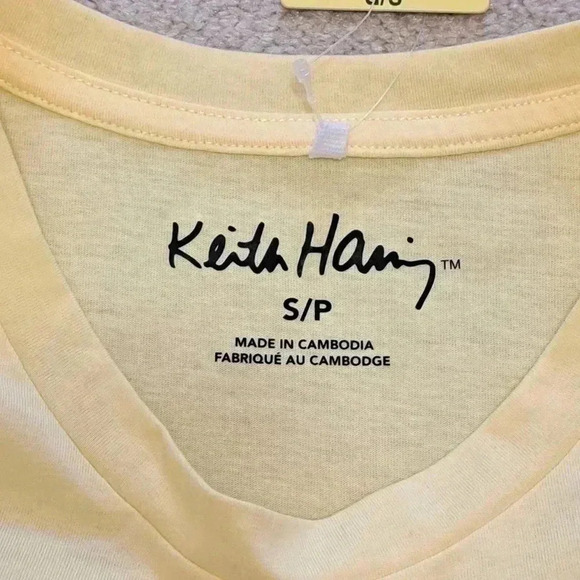 Keith Haring™
S/P
MADE IN CAMBODIA
FABRIQUÉ AU CAMBODGE